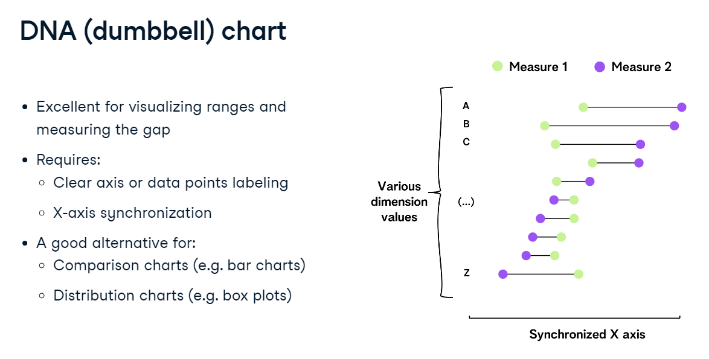 DNA (dumbbell) chart
Excellent for visualizing ranges and
measuring the gap
Requires:
Clear axis or data points labeling
X-axis synchronization
A good alternative for:
Comparison charts (e.g. bar charts)
Distribution charts (e.g. box plots)
Measure 1
Measure 2
A
B
C
Various
dimension
values
(...)
Z
Synchronized X axis